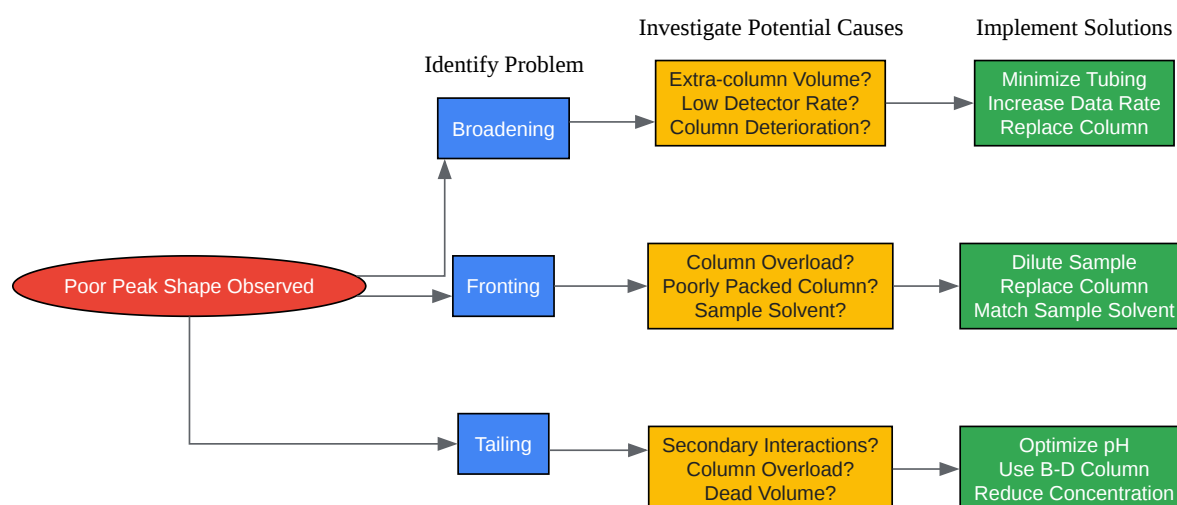 Investigate Potential Causes
Implement Solutions
Identify Problem
Extra-column Volume?
Low Detector Rate?
Column Deterioration?
Minimize Tubing
Increase Data Rate
Replace Column
Broadening
Poor Peak Shape Observed
Fronting
Column Overload?
Poorly Packed Column?
Sample Solvent?
Dilute Sample
Replace Column
Match Sample Solvent
Tailing
Secondary Interactions?
Column Overload?
Dead Volume?
Optimize pH
Use B-D Column
Reduce Concentration